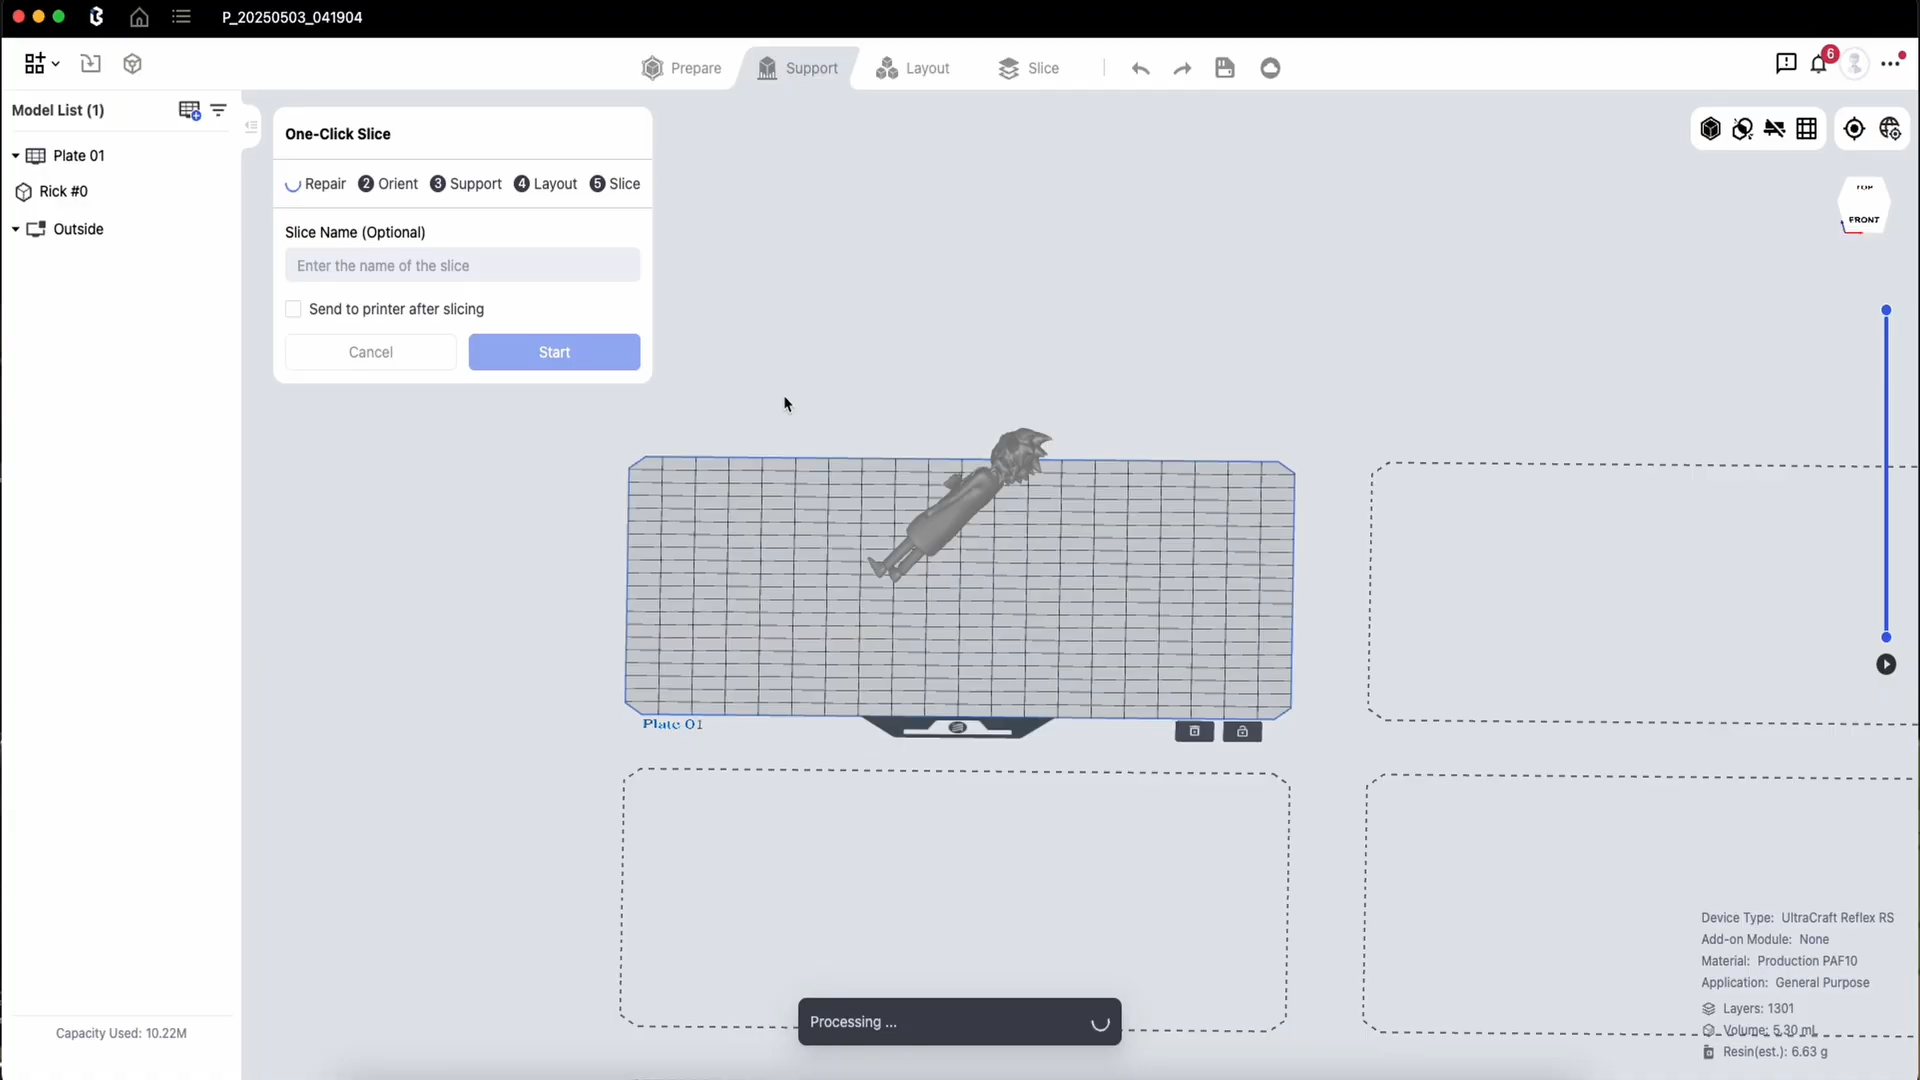 P_20250503_041904
Prepare
Support
Layout
Slice
6
Model List (1)
Plate 01
Rick #0
Outside
One-Click Slice
Repair 2 Orient 3 Support 4 Layout 5 Slice
Slice Name (Optional)
Enter the name of the slice
Send to printer after slicing
Cancel
Start
TOP
FRONT
Plate 01
Device Type: UltraCraft Reflex RS
Add-on Module: None
Material: Production PAF10
Application: General Purpose
Layers: 1301
Volume: 5.30 mL
Resin(est.): 6.63 g
Processing ...
Capacity Used: 10.22M